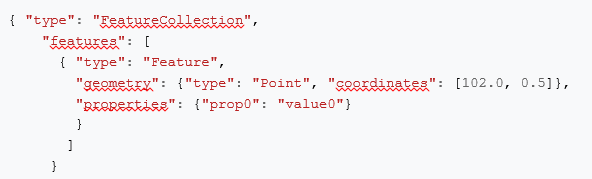 { "type": "FeatureCollection",
"features": [
{ "type": "Feature",
"geometry": {"type": "Point", "coordinates": [102.0, 0.5]},
"properties": {"prop0": "value0"}
}
]
}